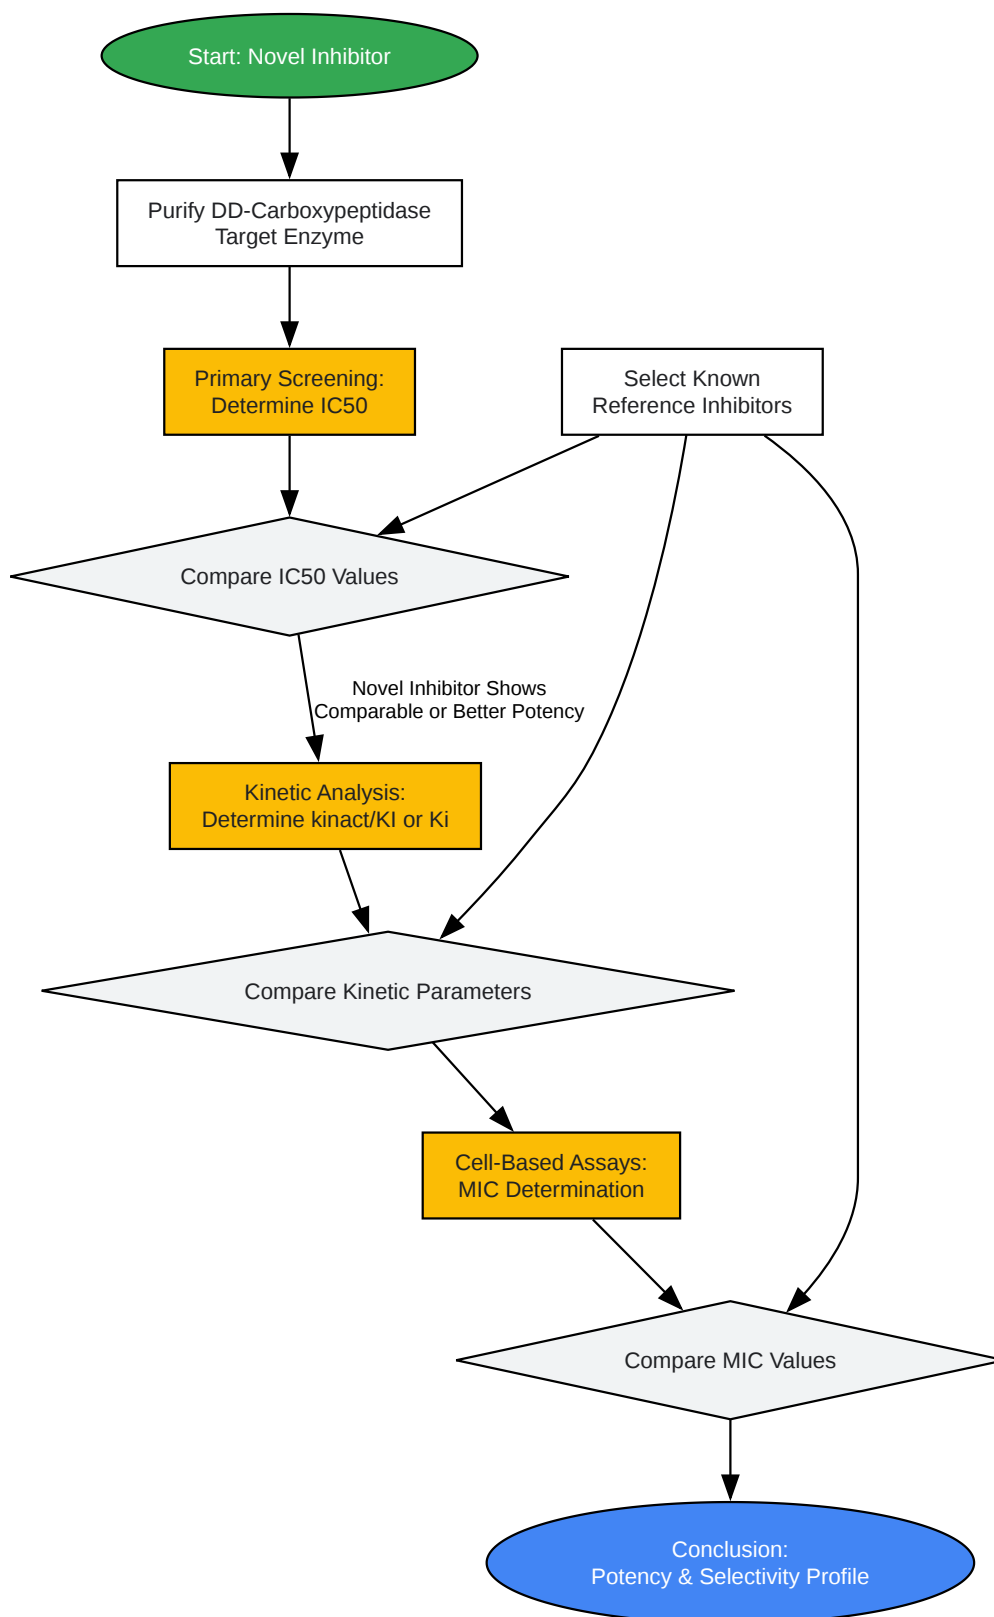 Start: Novel Inhibitor
Purify DD-Carboxypeptidase
Target Enzyme
Primary Screening:
Determine IC50
Select Known
Reference Inhibitors
Compare IC50 Values
Novel Inhibitor Shows
Comparable or Better Potency
Kinetic Analysis:
Determine kinact/KI or Ki
Compare Kinetic Parameters
Cell-Based Assays:
MIC Determination
Compare MIC Values
Conclusion:
Potency & Selectivity Profile